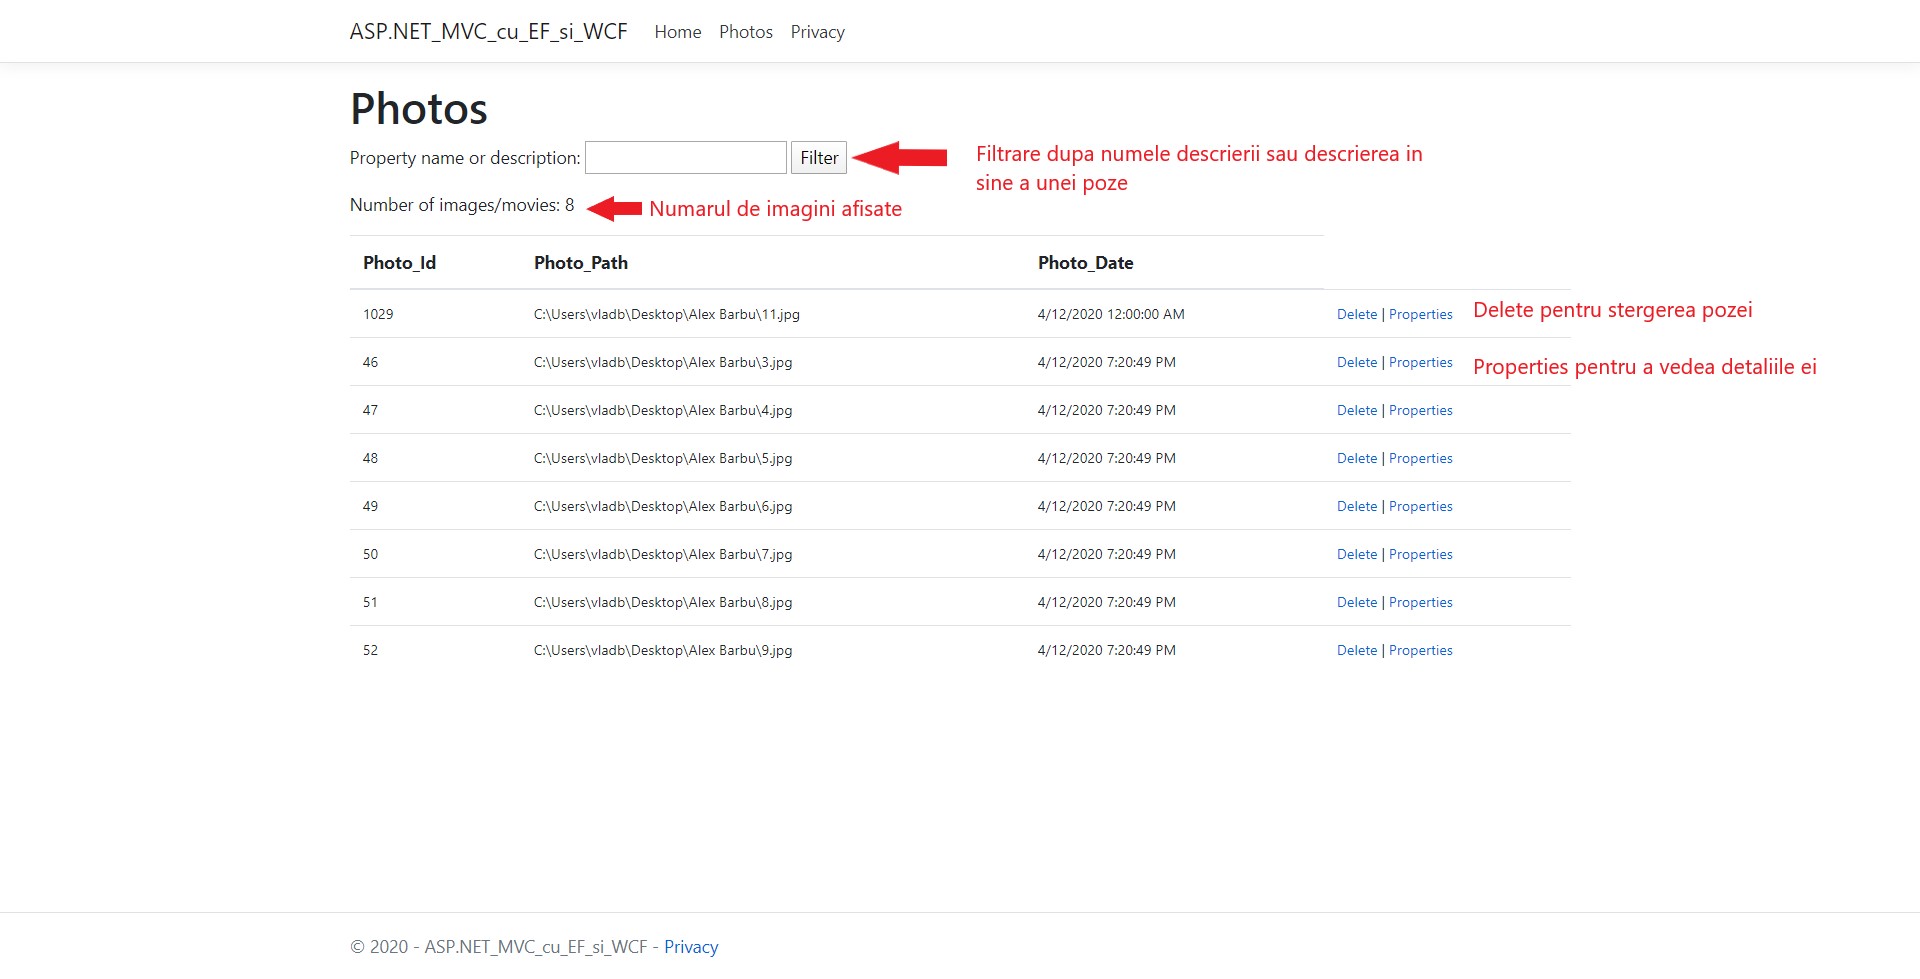 ASP.NET_MVC_cu_EF_si_WCF Home Photos Privacy
Photos
Property name or description: Filter
Filtrare dupa numele descrierii sau descrierea in
sine a unei poze
Number of images/movies: 8
Numarul de imagini afisate
Photo_Id Photo_Path Photo_Date
1029 C:\Users\vladb\Desktop\Alex Barbu\11.jpg 4/12/2020 12:00:00 AM Delete | Properties
Delete pentru stergerea pozei
46 C:\Users\vladb\Desktop\Alex Barbu\3.jpg 4/12/2020 7:20:49 PM Delete | Properties
Properties pentru a vedea detaliile ei
47 C:\Users\vladb\Desktop\Alex Barbu\4.jpg 4/12/2020 7:20:49 PM Delete | Properties
48 C:\Users\vladb\Desktop\Alex Barbu\5.jpg 4/12/2020 7:20:49 PM Delete | Properties
49 C:\Users\vladb\Desktop\Alex Barbu\6.jpg 4/12/2020 7:20:49 PM Delete | Properties
50 C:\Users\vladb\Desktop\Alex Barbu\7.jpg 4/12/2020 7:20:49 PM Delete | Properties
51 C:\Users\vladb\Desktop\Alex Barbu\8.jpg 4/12/2020 7:20:49 PM Delete | Properties
52 C:\Users\vladb\Desktop\Alex Barbu\9.jpg 4/12/2020 7:20:49 PM Delete | Properties
© 2020 - ASP.NET_MVC_cu_EF_si_WCF - Privacy